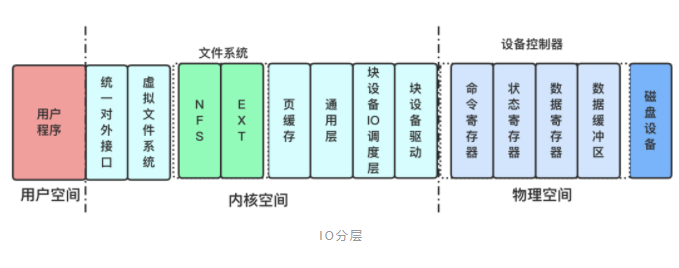 文件系统
设备控制器
用户程序
统一对外接口
虚拟文件系统
NFS
EXT
页缓存
通用层
块设备IO调度层
块设备驱动
命令寄存器
状态寄存器
数据寄存器
数据缓冲区
磁盘设备
用户空间
内核空间
物理空间
IO分层